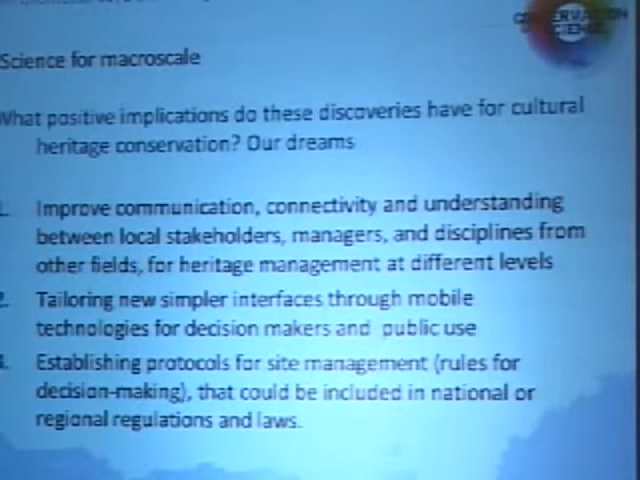 Science for macroscale
What positive implications do these discoveries have for cultural
heritage conservation? Our dreams
Improve communication, connectivity and understanding
between local stakeholders, managers, and disciplines from
other fields, for heritage management at different levels
2. Tailoring new simpler interfaces through mobile
technologies for decision makers and public use
Establishing protocols for site management (rules for
decision-making), that could be included in national or
regional regulations and laws.